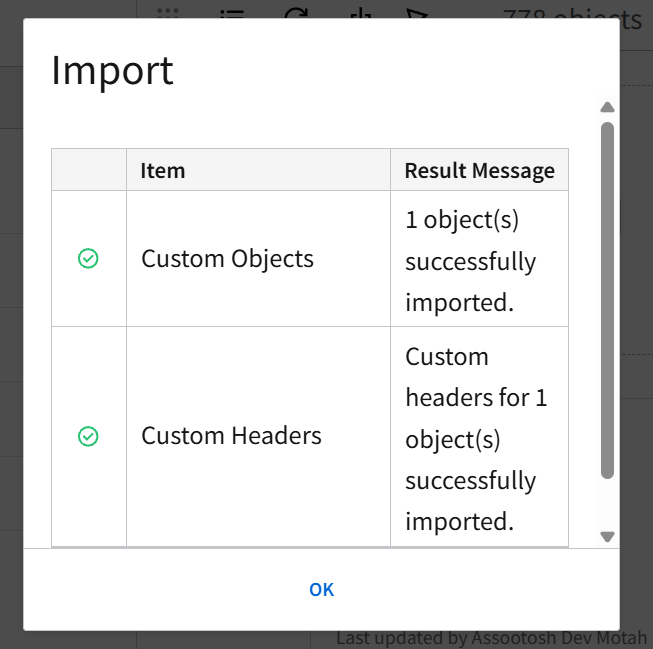 778 objects
Import
Item Result Message
Custom Objects
1 object(s)
successfully
imported.
Custom Headers
Custom
headers for 1
object(s)
successfully
imported.
OK
Last updated by Assootosh Dev Motah